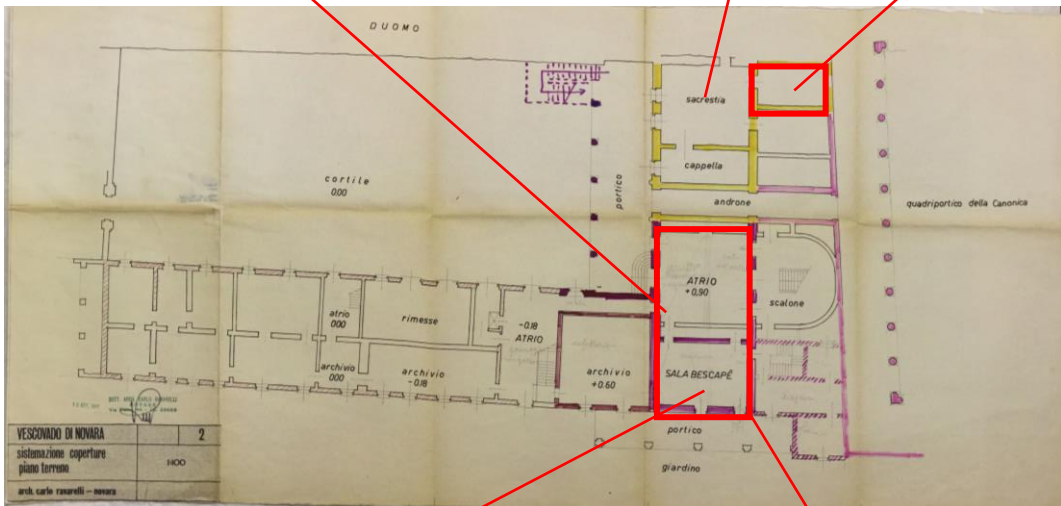 DUOMO
sacrestia
cappella
cortile
0.00
portico
androne
quadriportico della Canonica
ATRIO
+0,90
scalone
atrio
000
rimesse
-0.18
ATRIO
archivio
000
archivio
-0.18
archivio
+0.60
SALA BESCAPÈ
portico
giardino
VESCOVADO DI NOVARA
2
sistemazione coperture
piano terreno
arch. carlo ravarelli – novara